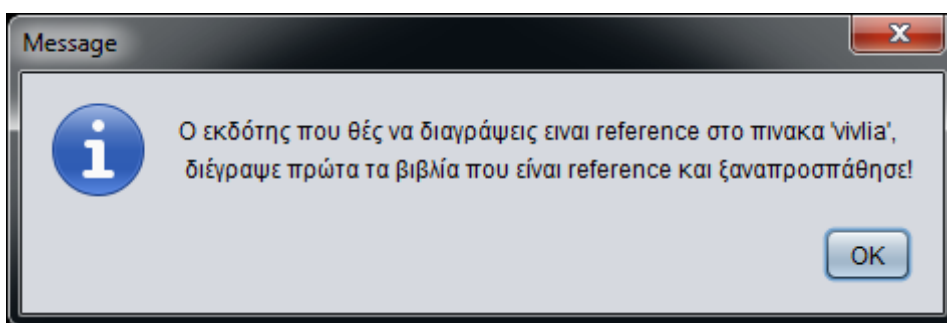 Message
Ο εκδότης που θές να διαγράψεις ειναι reference στο πινακα 'vivlia',
διέγραψε πρώτα τα βιβλία που είναι reference και ξαναπροσπάθησε!
OK